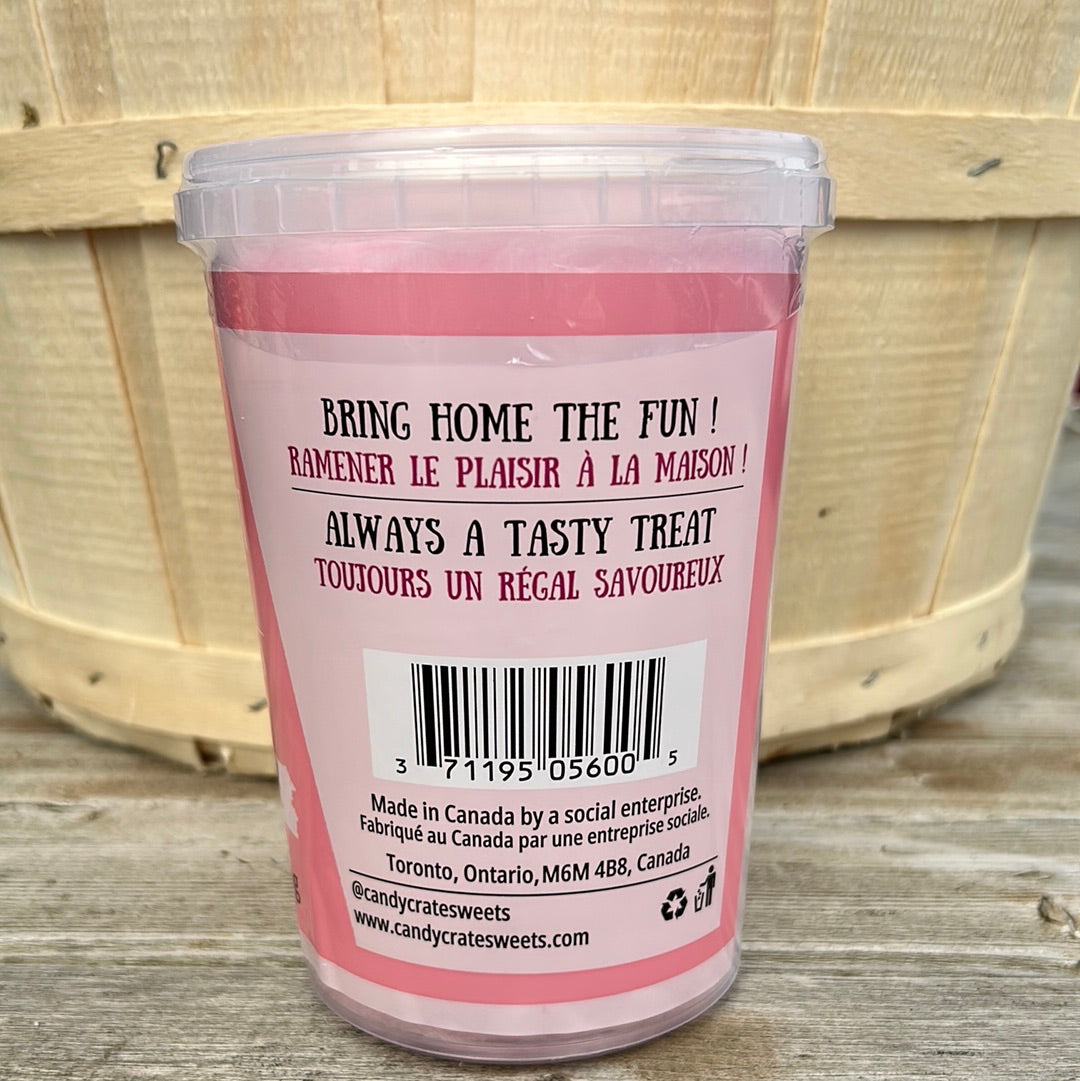 BRING HOME THE FUN !
RAMENER LE PLAISIR À LA MAISON !
ALWAYS A TASTY TREAT
TOUJOURS UN RÉGAL SAVOUREUX
3 71195 05600 5
Made in Canada by a social enterprise.
Fabriqué au Canada par une entreprise sociale.
Toronto, Ontario, M6M 4B8, Canada
@candycratesweets
www.candycratesweets.com